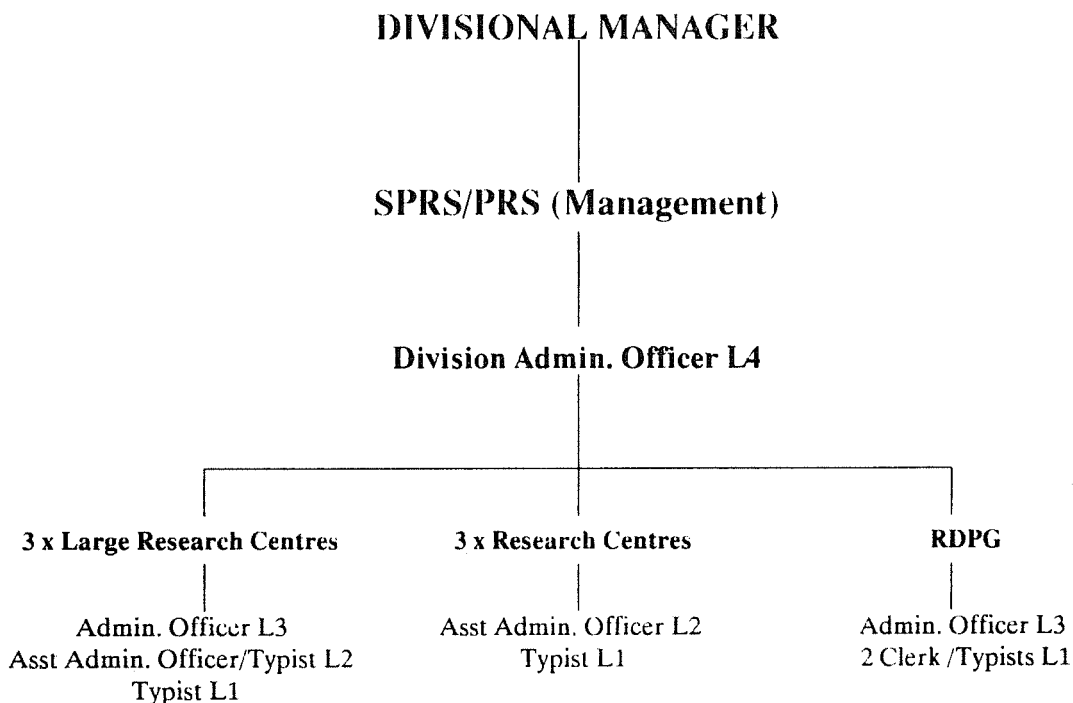 DIVISIONAL MANAGER
SPRS/PRS (Management)
Division Admin. Officer L4
3 x Large Research Centres
Admin. Officer L3
Asst Admin. Officer/Typist L2
Typist L1
3 x Research Centres
Asst Admin. Officer L2
Typist L1
RDPG
Admin. Officer L3
2 Clerk /Typists L1